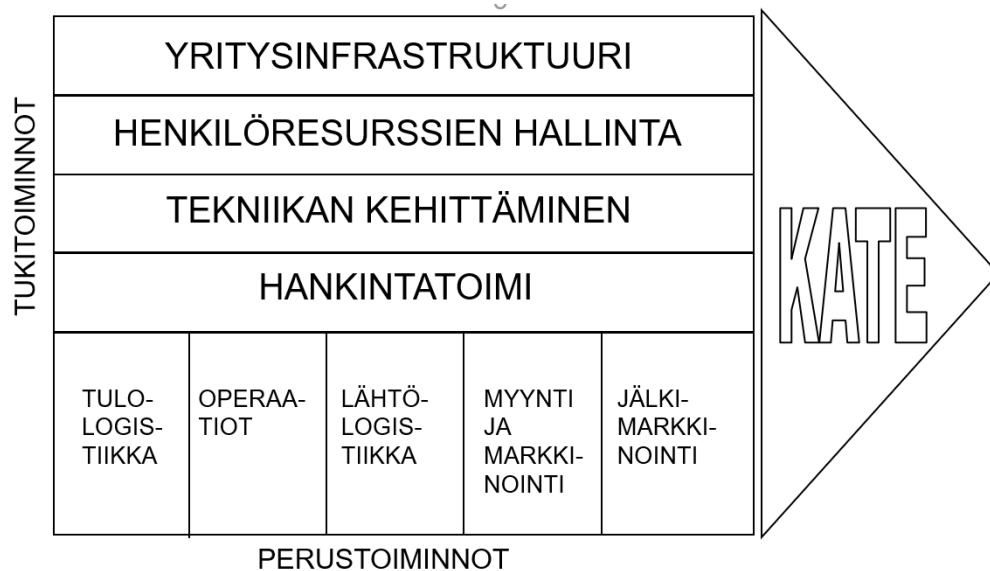 YRITYSINFRASTRUKTUURI
HENKILÖRESURSSIEN HALLINTA
TEKNIIKAN KEHITTÄMINEN
HANKINTATOIMI
TUKITOIMINNOT
KATE
TULO-
LOGIS-
TIIKKA
OPERAA-
TIOT
LÄHTÖ-
LOGIS-
TIIKKA
MYYNTI
JA
MARKKI-
NOINTI
JÄLKI-
MARKKI-
NOINTI
PERUSTOIMINNOT